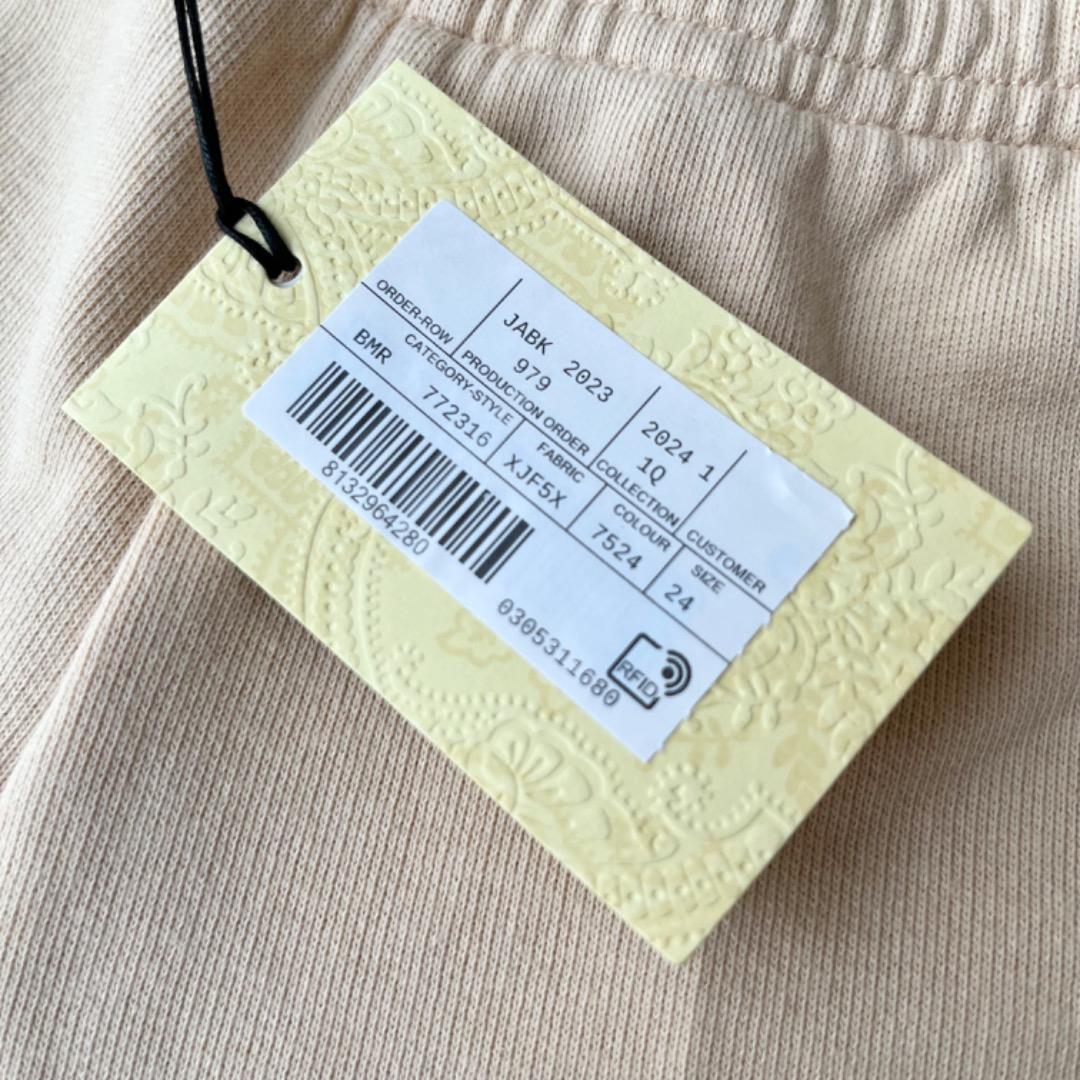 JABK 2023 2024 1
979 1Q
ORDER-ROW PRODUCTION ORDER COLLECTION CUSTOMER
CATEGORY-STYLE FABRIC COLOUR SIZE
BMR 772316 XJF5X 7524 24
8132964280 0305311680
RFID